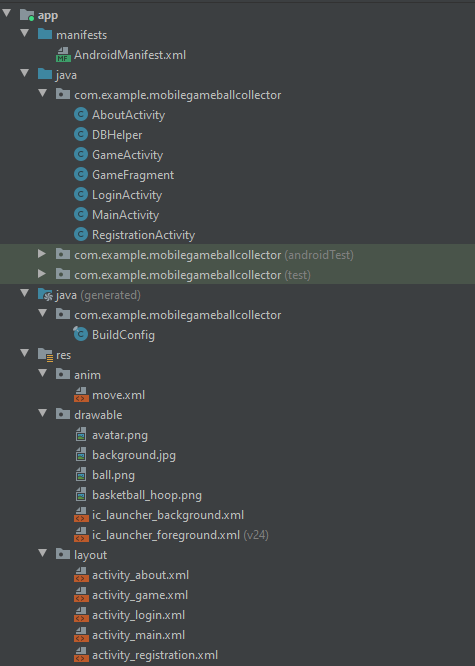 app
manifests
MF AndroidManifest.xml
java
com.example.mobilegameballcollector
C AboutActivity
C DBHelper
C GameActivity
C GameFragment
C LoginActivity
C MainActivity
C RegistrationActivity
com.example.mobilegameballcollector (androidTest)
com.example.mobilegameballcollector (test)
java (generated)
com.example.mobilegameballcollector
C BuildConfig
res
anim
move.xml
drawable
avatar.png
background.jpg
ball.png
basketball_hoop.png
ic_launcher_background.xml
ic_launcher_foreground.xml (v24)
layout
activity_about.xml
activity_game.xml
activity_login.xml
activity_main.xml
activity_registration.xml